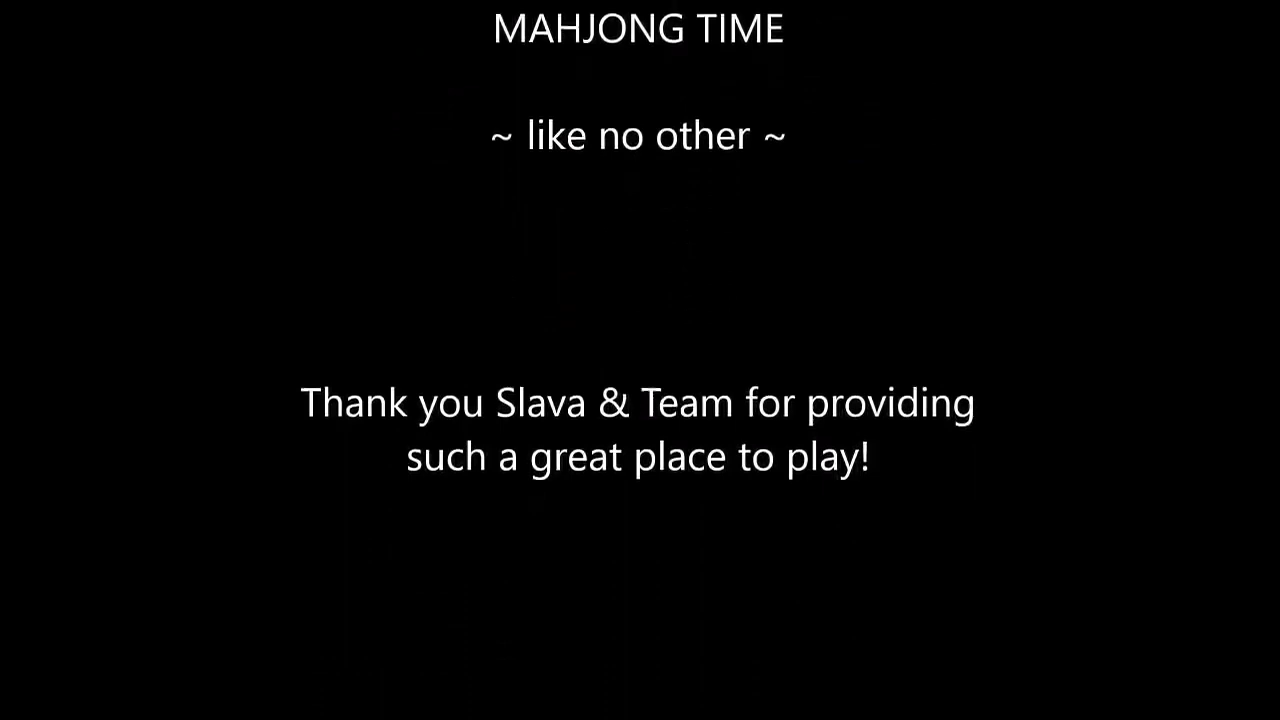 MAHJONG TIME
~ like no other ~
Thank you Slava & Team for providing
such a great place to play!